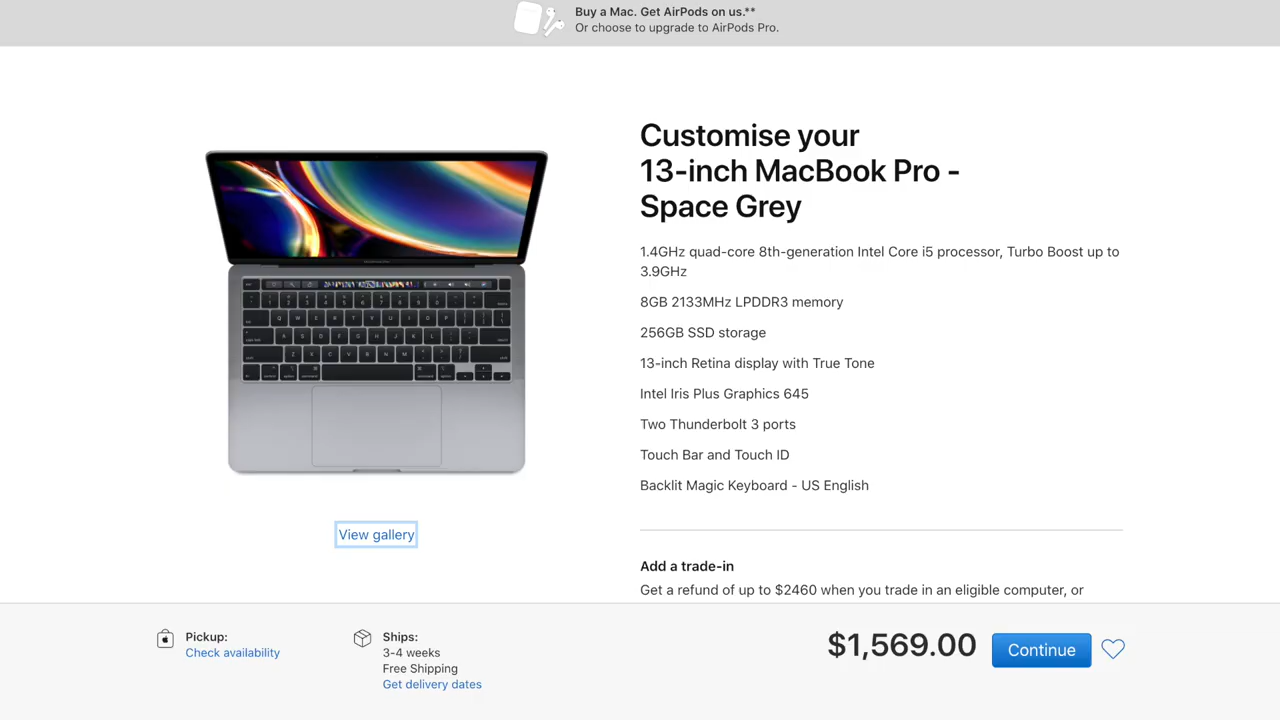 Buy a Mac. Get AirPods on us.**
Or choose to upgrade to AirPods Pro.
Customise your
13-inch MacBook Pro -
Space Grey
1.4GHz quad-core 8th-generation Intel Core i5 processor, Turbo Boost up to
3.9GHz
8GB 2133MHz LPDDR3 memory
256GB SSD storage
13-inch Retina display with True Tone
Intel Iris Plus Graphics 645
Two Thunderbolt 3 ports
Touch Bar and Touch ID
Backlit Magic Keyboard - US English
View gallery
Add a trade-in
Get a refund of up to $2460 when you trade in an eligible computer, or
Pickup:
Check availability
Ships:
3-4 weeks
Free Shipping
Get delivery dates
$1,569.00
Continue